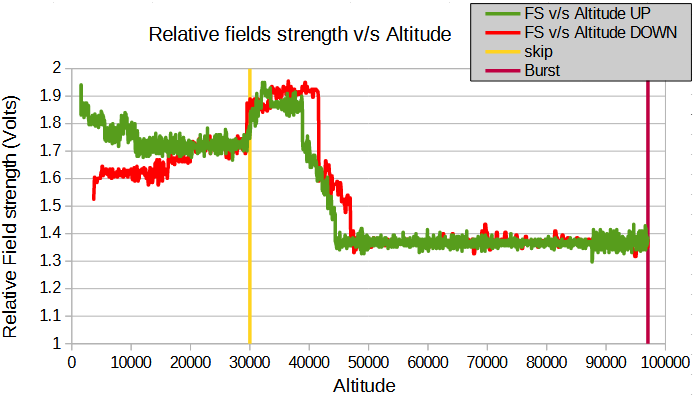 Relative fields strength v/s Altitude
FS v/s Altitude UP
FS v/s Altitude DOWN
skip
Burst
Relative Field strength (Volts)
2
1.9
1.8
1.7
1.6
1.5
1.4
1.3
1.2
1.1
1
0 10000 20000 30000 40000 50000 60000 70000 80000 90000 100000
Altitude